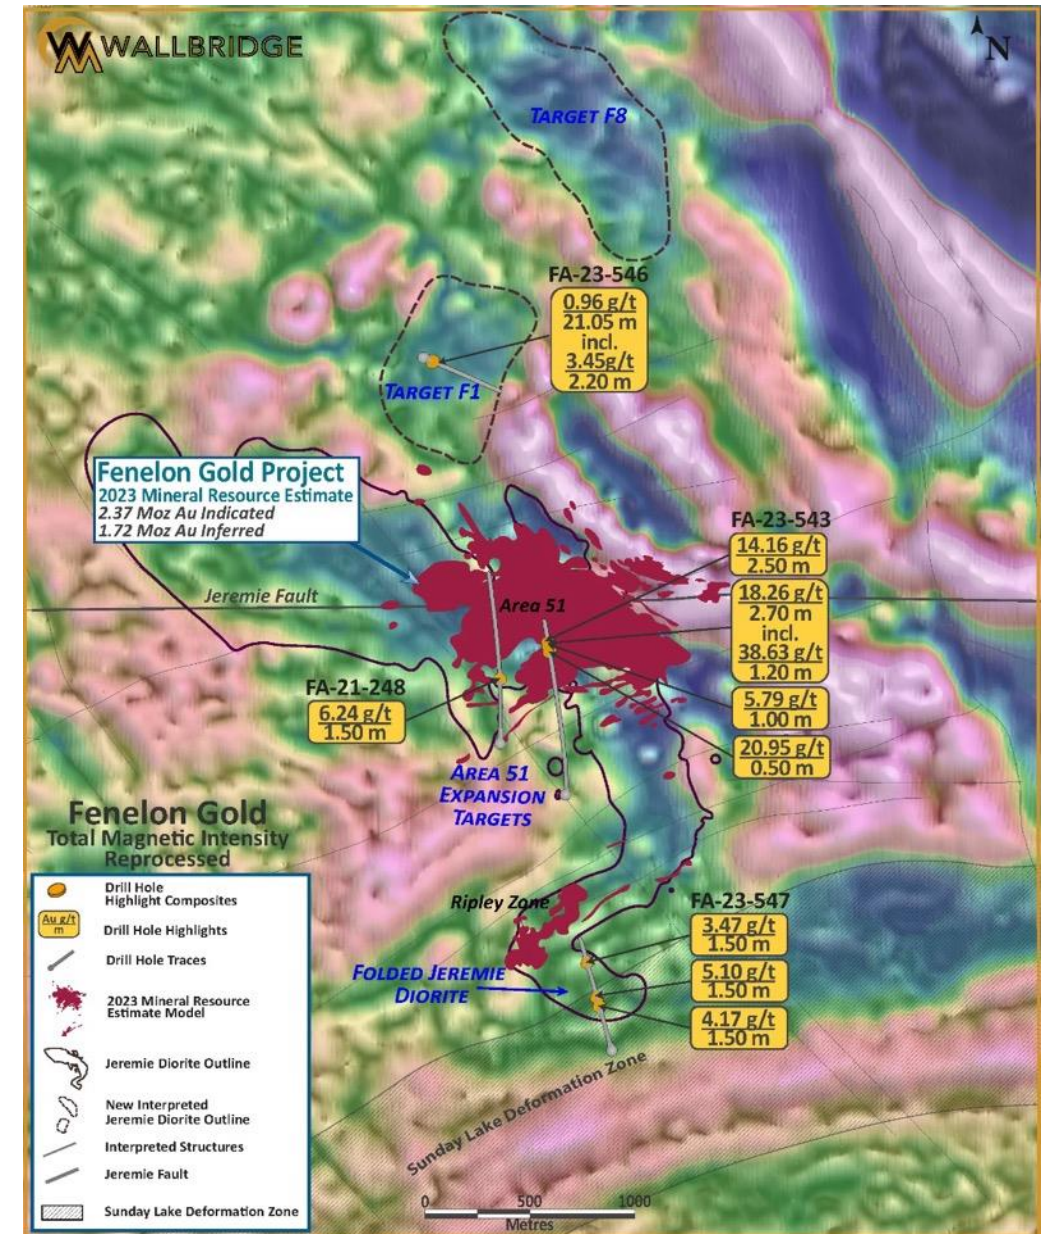 WALLBRIDGE
N
TARGET F8
FA-23-546
0.96 g/t
21.05 m
incl.
3.45g/t
2.20 m
TARGET F1
Fenelon Gold Project
2023 Mineral Resource Estimate
2.37 Moz Au Indicated
1.72 Moz Au Inferred
FA-23-543
14.16 g/t
2.50 m
18.26 g/t
2.70 m
incl.
38.63 g/t
1.20 m
5.79 g/t
1.00 m
20.95 g/t
0.50 m
Jeremie Fault
Area 51
FA-21-248
6.24 g/t
1.50 m
AREA 51
EXPANSION
TARGETS
Fenelon Gold
Total Magnetic Intensity
Reprocessed
Drill Hole
Highlight Composites
Au g/t
m
Drill Hole Highlights
Drill Hole Traces
2023 Mineral Resource
Estimate Model
Jeremie Diorite Outline
New Interpreted
Jeremie Diorite Outline
Interpreted Structures
Jeremie Fault
Sunday Lake Deformation Zone
Ripley Zone
FA-23-547
3.47 g/t
1.50 m
5.10 g/t
1.50 m
4.17 g/t
1.50 m
FOLDED JEREMIE
DIORITE
Sunday Lake Deformation Zone
0 500 1000
Metres